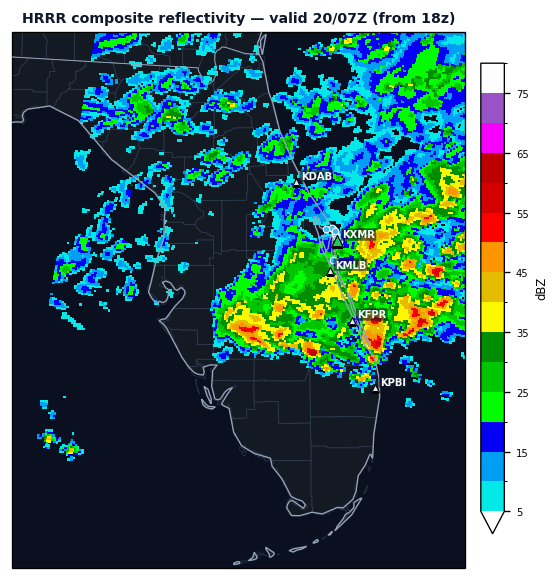 HRRR composite reflectivity — valid 20/07Z (from 18z)
KDAB
KXMR
KMLB
KFPR
KPBI
75
65
55
45
35
25
15
5
dBZ